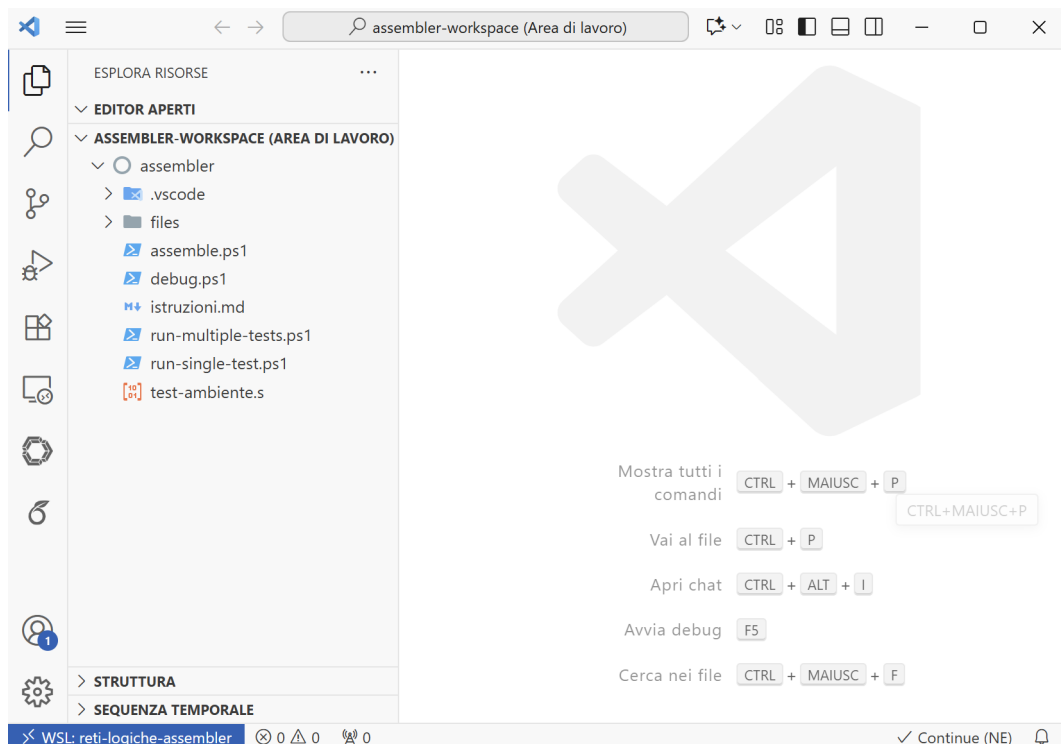 assembler-workspace (Area di lavoro)
ESPLORA RISORSE
EDITOR APERTI
ASSEMBLER-WORKSPACE (AREA DI LAVORO)
assembler
.vscode
files
assemble.ps1
debug.ps1
istruzioni.md
run-multiple-tests.ps1
run-single-test.ps1
test-ambiente.s
Mostra tutti i
comandi
CTRL + MAIUSC + P
CTRL+MAIUSC+P
Vai al file CTRL + P
Apri chat CTRL + ALT + I
Avvia debug F5
Cerca nei file CTRL + MAIUSC + F
1
STRUTTURA
SEQUENZA TEMPORALE
WSL: reti-logiche-assembler 0 0 0 Continue (NE)